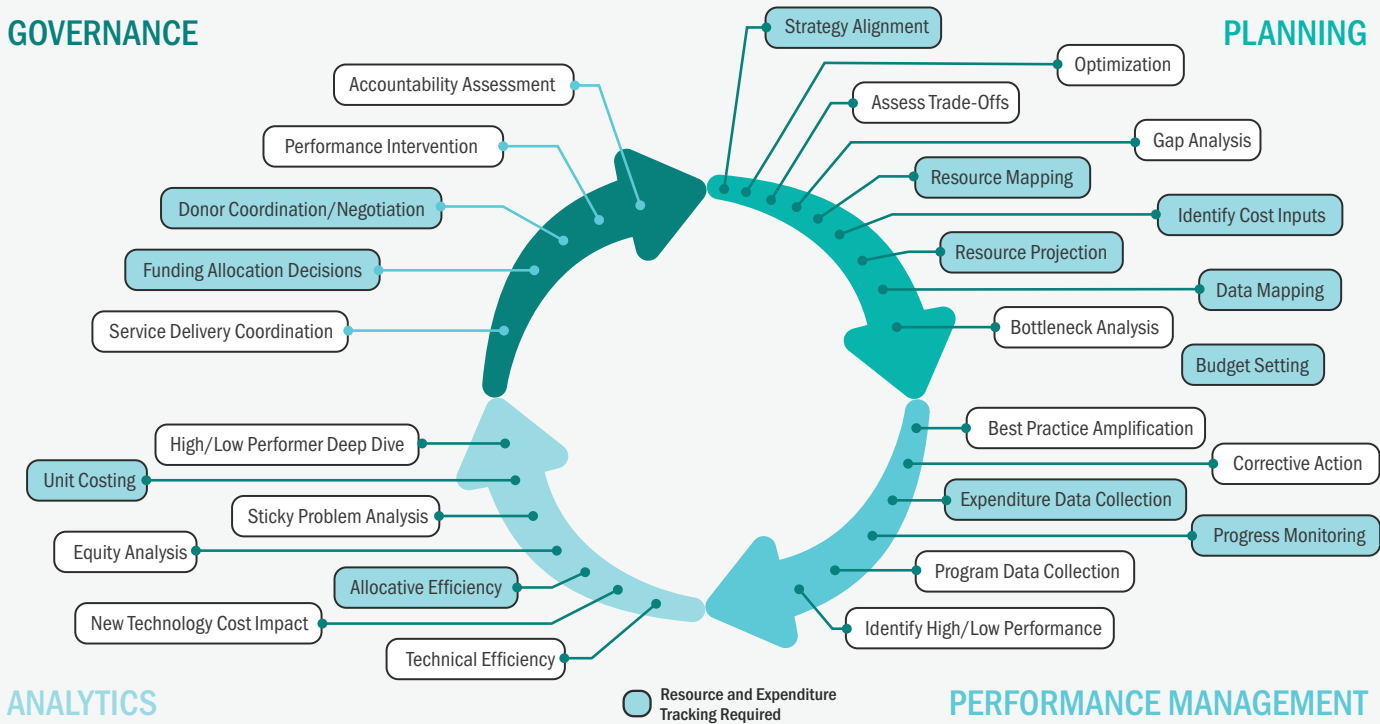 GOVERNANCE
PLANNING
Strategy Alignment
Optimization
Assess Trade-Offs
Gap Analysis
Resource Mapping
Identify Cost Inputs
Resource Projection
Data Mapping
Bottleneck Analysis
Budget Setting
Best Practice Amplification
Corrective Action
Expenditure Data Collection
Progress Monitoring
Program Data Collection
Identify High/Low Performance
PERFORMANCE MANAGEMENT
Accountability Assessment
Performance Intervention
Donor Coordination/Negotiation
Funding Allocation Decisions
Service Delivery Coordination
High/Low Performer Deep Dive
Unit Costing
Sticky Problem Analysis
Equity Analysis
Allocative Efficiency
New Technology Cost Impact
Technical Efficiency
ANALYTICS
Resource and Expenditure
Tracking Required